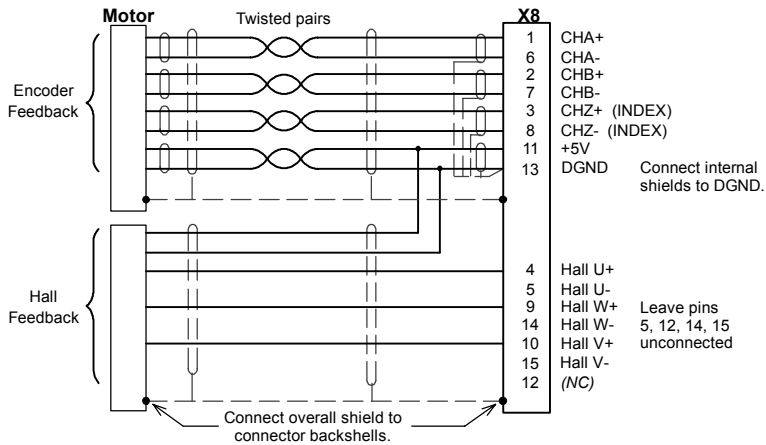 Motor
Twisted pairs
X8
Encoder
Feedback
1 CHA+
6 CHA-
2 CHB+
7 CHB-
3 CHZ+ (INDEX)
8 CHZ- (INDEX)
11 +5V
13 DGND
Connect internal
shields to DGND.
Hall
Feedback
4 Hall U+
5 Hall U-
9 Hall W+
14 Hall W-
10 Hall V+
15 Hall V-
12 (NC)
Leave pins
5, 12, 14, 15
unconnected
Connect overall shield to
connector backshells.